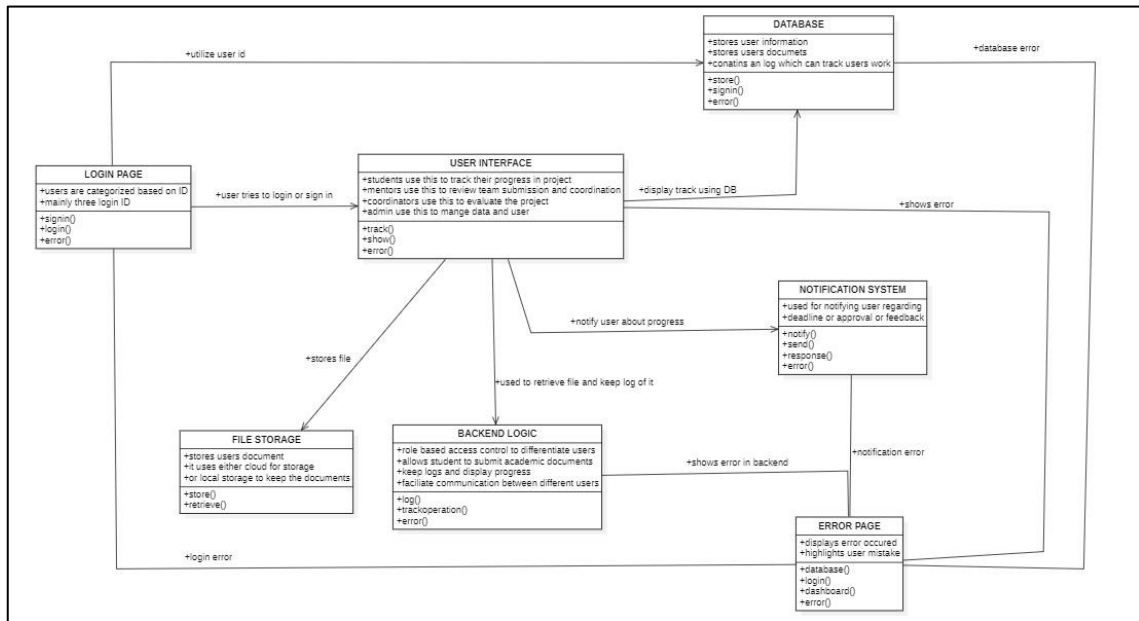 DATABASE
+stores user information
+stores users documets
+conatins an log which can track users work
+store()
+signin()
+error()
+utilize user id
+database error
LOGIN PAGE
+users are categorized based on ID
+mainly three login ID
+signin()
+login()
+error()
+user tries to login or sign in
USER INTERFACE
+students use this to track their progress in project
+mentors use this to review team submission and coordination
+coordinators use this to evaluate the project
+admin use this to mange data and user
+track()
+show()
+error()
+display track using DB
+shows error
NOTIFICATION SYSTEM
+used for notifying user regarding
+deadline or approval or feedback
+notify()
+send()
+response()
+error()
+notify user about progress
+stores file
+used to retrieve file and keep log of it
FILE STORAGE
+stores users document
+it uses either cloud for storage
+or local storage to keep the documents
+store()
+retrieve()
BACKEND LOGIC
+role based access control to differentiate users
+allows student to submit academic documents
+keep logs and display progress
+faciliate communication between different users
+log()
+trackoperation()
+error()
+shows error in backend
+notification error
+login error
ERROR PAGE
+displays error occured
+highlights user mistake
+database()
+login()
+dashboard()
+error()